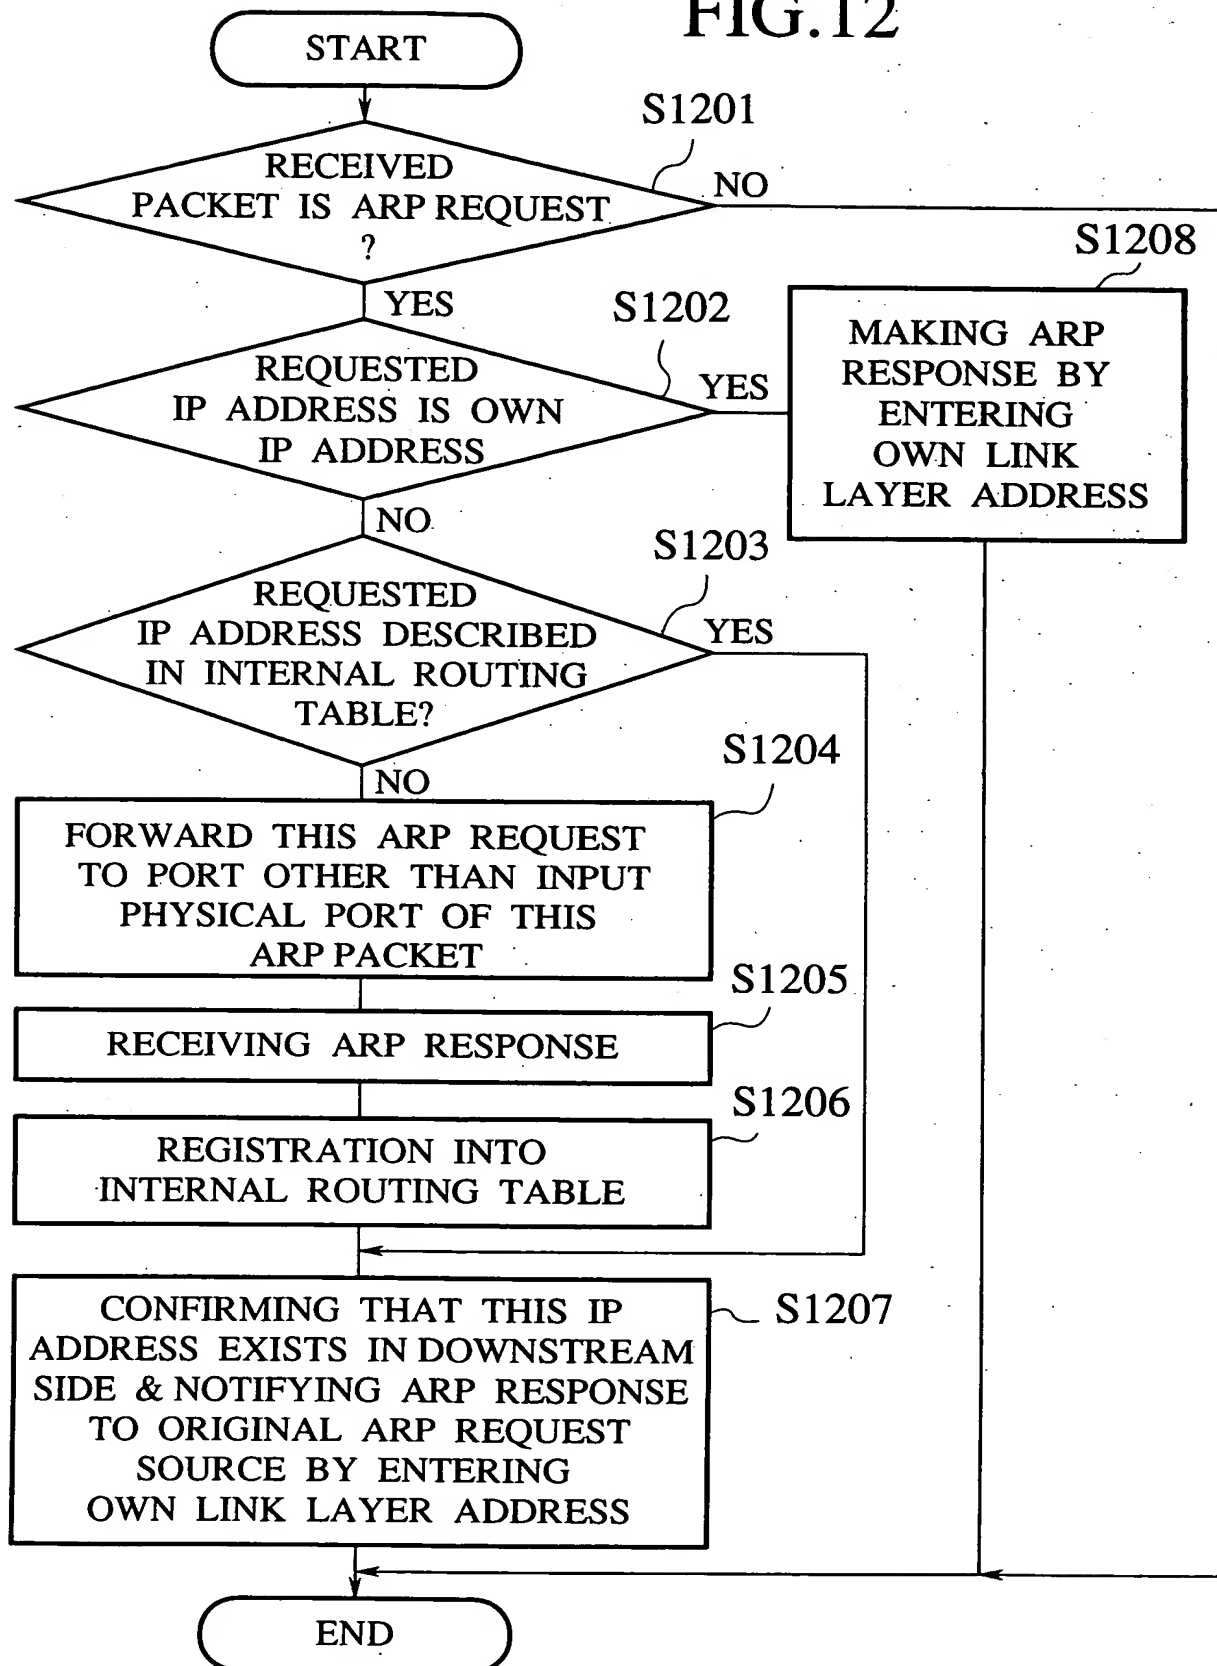 FIG.12
START
S1201
RECEIVED
PACKET IS ARP REQUEST
?
NO
YES
S1202
REQUESTED
IP ADDRESS IS OWN
IP ADDRESS
YES
S1208
MAKING ARP
RESPONSE BY
ENTERING
OWN LINK
LAYER ADDRESS
NO
S1203
REQUESTED
IP ADDRESS DESCRIBED
IN INTERNAL ROUTING
TABLE?
YES
NO
S1204
FORWARD THIS ARP REQUEST
TO PORT OTHER THAN INPUT
PHYSICAL PORT OF THIS
ARP PACKET
S1205
RECEIVING ARP RESPONSE
S1206
REGISTRATION INTO
INTERNAL ROUTING TABLE
S1207
CONFIRMING THAT THIS IP
ADDRESS EXISTS IN DOWNSTREAM
SIDE & NOTIFYING ARP RESPONSE
TO ORIGINAL ARP REQUEST
SOURCE BY ENTERING
OWN LINK LAYER ADDRESS
END